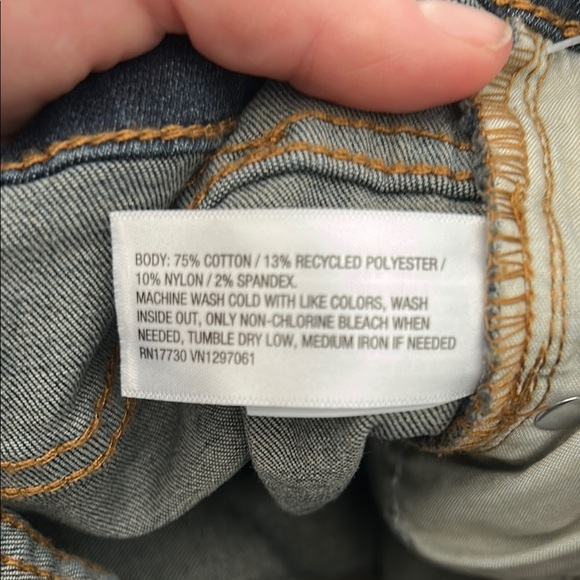 BODY: 75% COTTON / 13% RECYCLED POLYESTER /
10% NYLON / 2% SPANDEX.
MACHINE WASH COLD WITH LIKE COLORS, WASH
INSIDE OUT, ONLY NON-CHLORINE BLEACH WHEN
NEEDED, TUMBLE DRY LOW, MEDIUM IRON IF NEEDED
RN17730 VN1297061